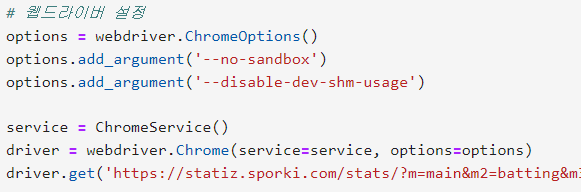 # 웹드라이버 설정
options = webdriver.ChromeOptions()
options.add_argument('--no-sandbox')
options.add_argument('--disable-dev-shm-usage')
service = ChromeService()
driver = webdriver.Chrome(service=service, options=options)
driver.get('https://statiz.sporki.com/stats/?m=main&m2=batting&m